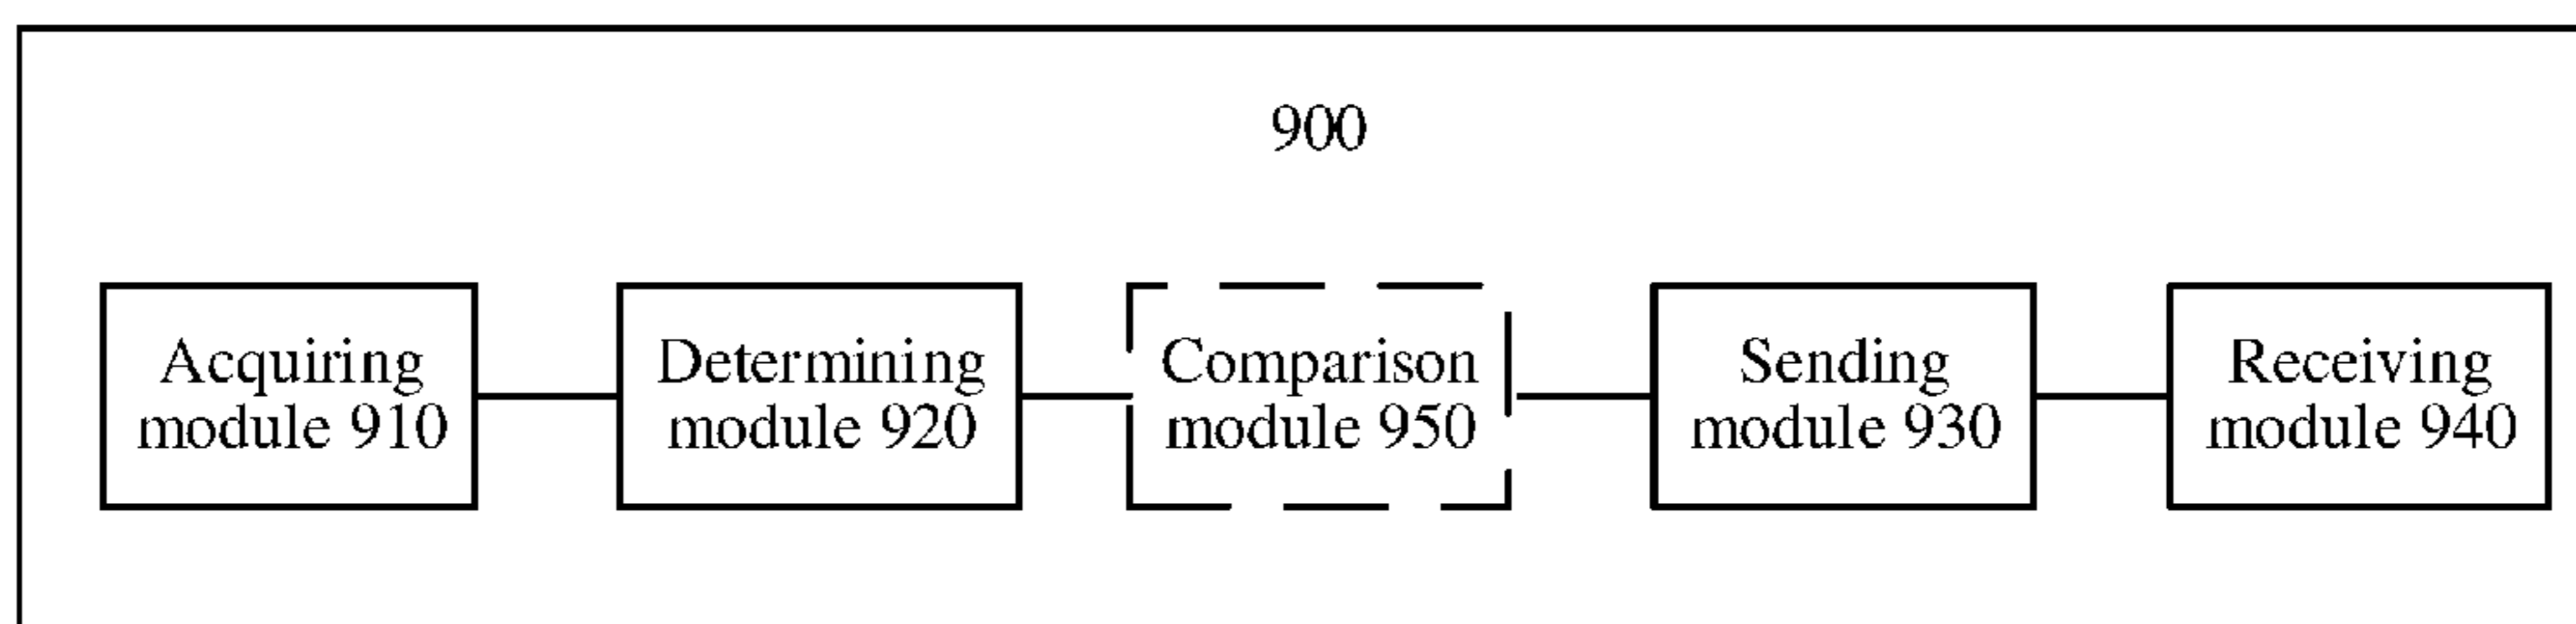 900
Acquiring
module 910
Determining
module 920
Comparison
module 950
Sending
module 930
Receiving
module 940